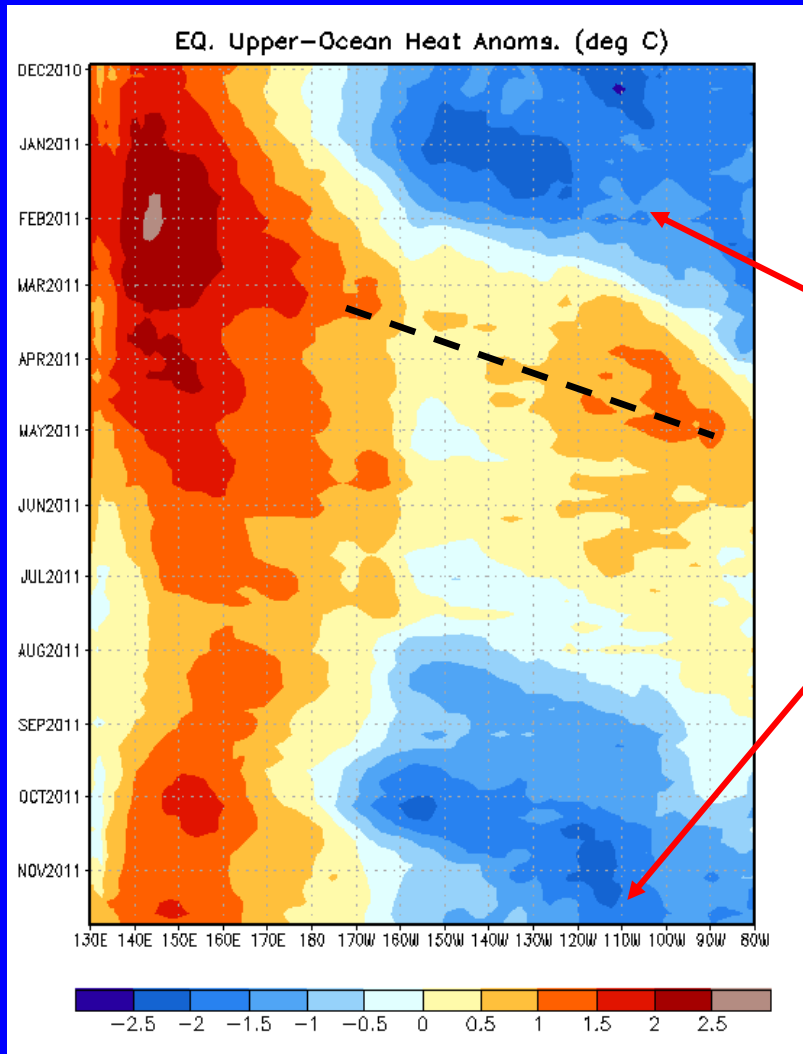 EQ. Upper-Ocean Heat Anoms. (deg C)
DEC2010
JAN2011
FEB2011
MAR2011
APR2011
MAY2011
JUN2011
JUL2011
AUG2011
SEP2011
OCT2011
NOV2011
130E 140E 150E 160E 170E 180 170W 160W 150W 140W 130W 120W 110W 100W 90W 80W
-2.5 -2 -1.5 -1 -0.5 0 0.5 1 1.5 2 2.5